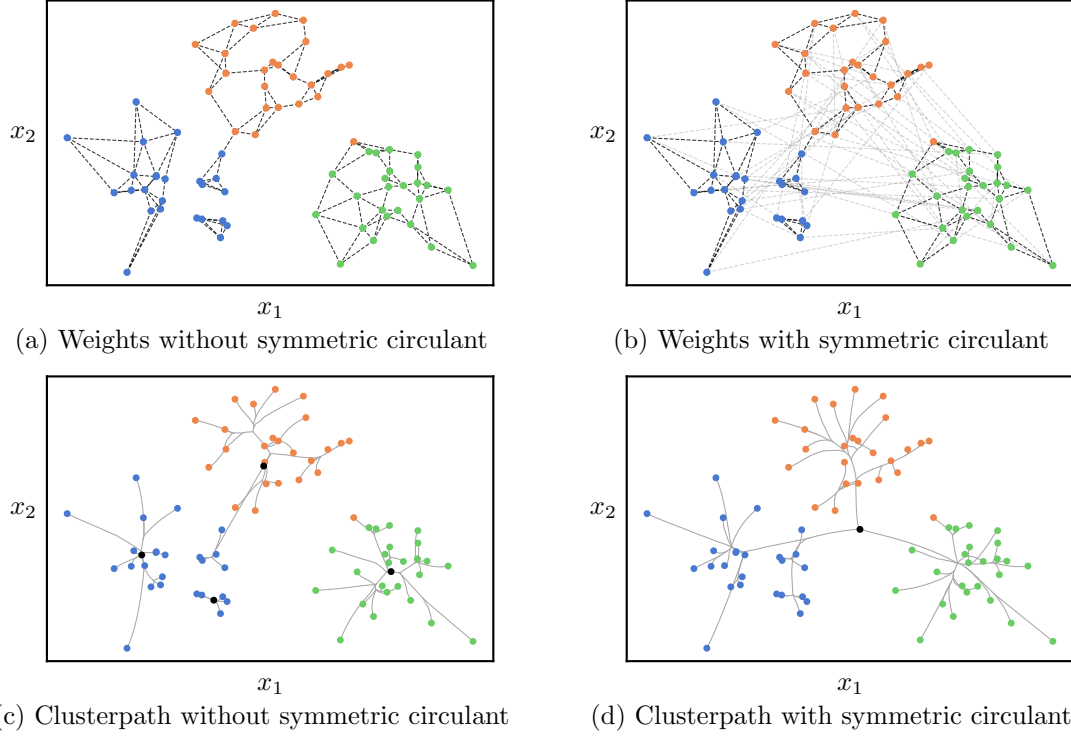 x₂
x₂
x₁
x₁
(a) Weights without symmetric circulant
(b) Weights with symmetric circulant
x₂
x₂
x₁
x₁
(c) Clusterpath without symmetric circulant
(d) Clusterpath with symmetric circulant